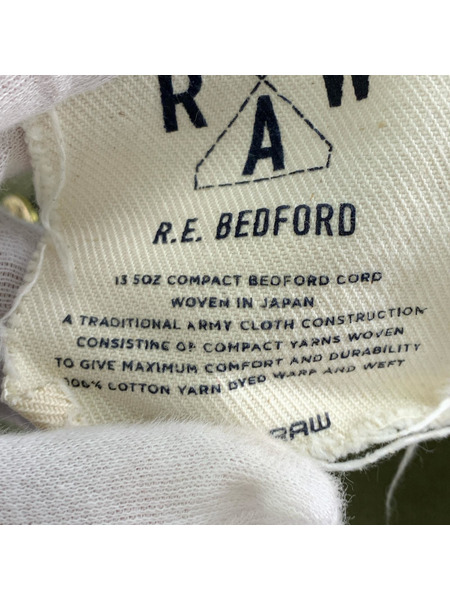 R A W
R.E. BEDFORD
13 5OZ COMPACT BEDFORD CORD
WOVEN IN JAPAN
A TRADITIONAL ARMY CLOTH CONSTRUCTION
CONSISTING OF COMPACT YARNS WOVEN
TO GIVE MAXIMUM COMFORT AND DURABILITY
100% COTTON YARN DYED WARP AND WEFT
RAW